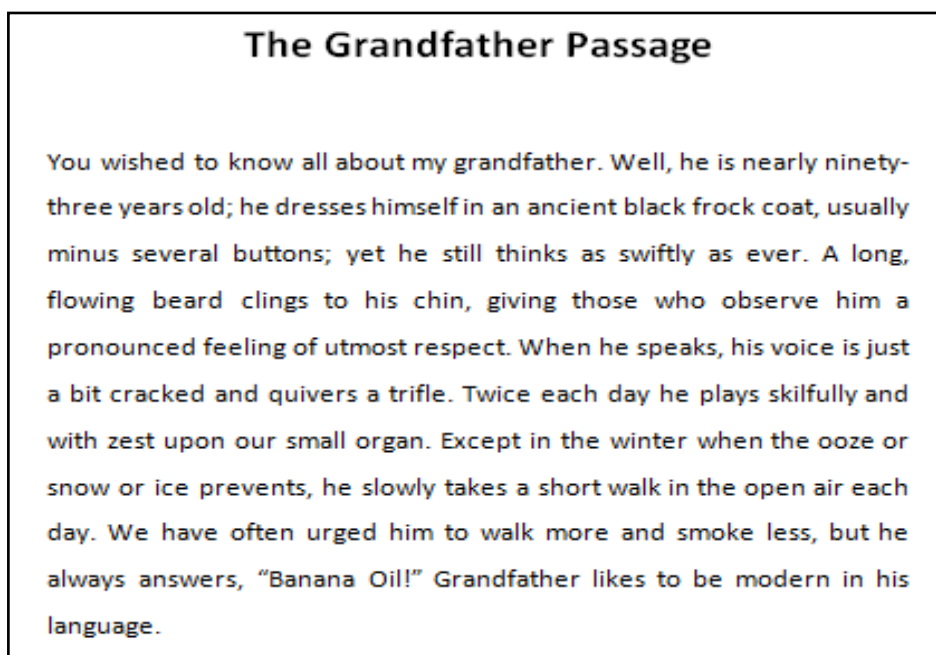 The Grandfather Passage
You wished to know all about my grandfather. Well, he is nearly ninety-
three years old; he dresses himself in an ancient black frock coat, usually
minus several buttons; yet he still thinks as swiftly as ever. A long,
flowing beard clings to his chin, giving those who observe him a
pronounced feeling of utmost respect. When he speaks, his voice is just
a bit cracked and quivers a trifle. Twice each day he plays skilfully and
with zest upon our small organ. Except in the winter when the ooze or
snow or ice prevents, he slowly takes a short walk in the open air each
day. We have often urged him to walk more and smoke less, but he
always answers, “Banana Oil!” Grandfather likes to be modern in his
language.